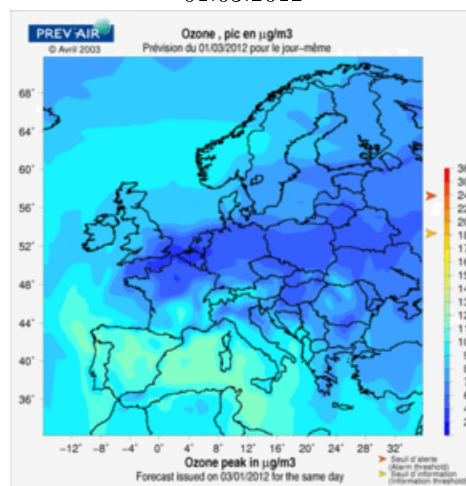 01.03.2012
PREV'AIR
© Avril 2003
Ozone , pic en µg/m3
Prévision du 01/03/2012 pour le jour−même
68°
64°
60°
56°
52°
48°
44°
40°
36°
−12° −8° −4° 0° 4° 8° 12° 16° 20° 24° 28° 32°
Ozone peak in µg/m3
Forecast issued on 03/01/2012 for the same day
Seuil d'alerte
(Alarm threshold)
Seuil d'information
(Information threshold)